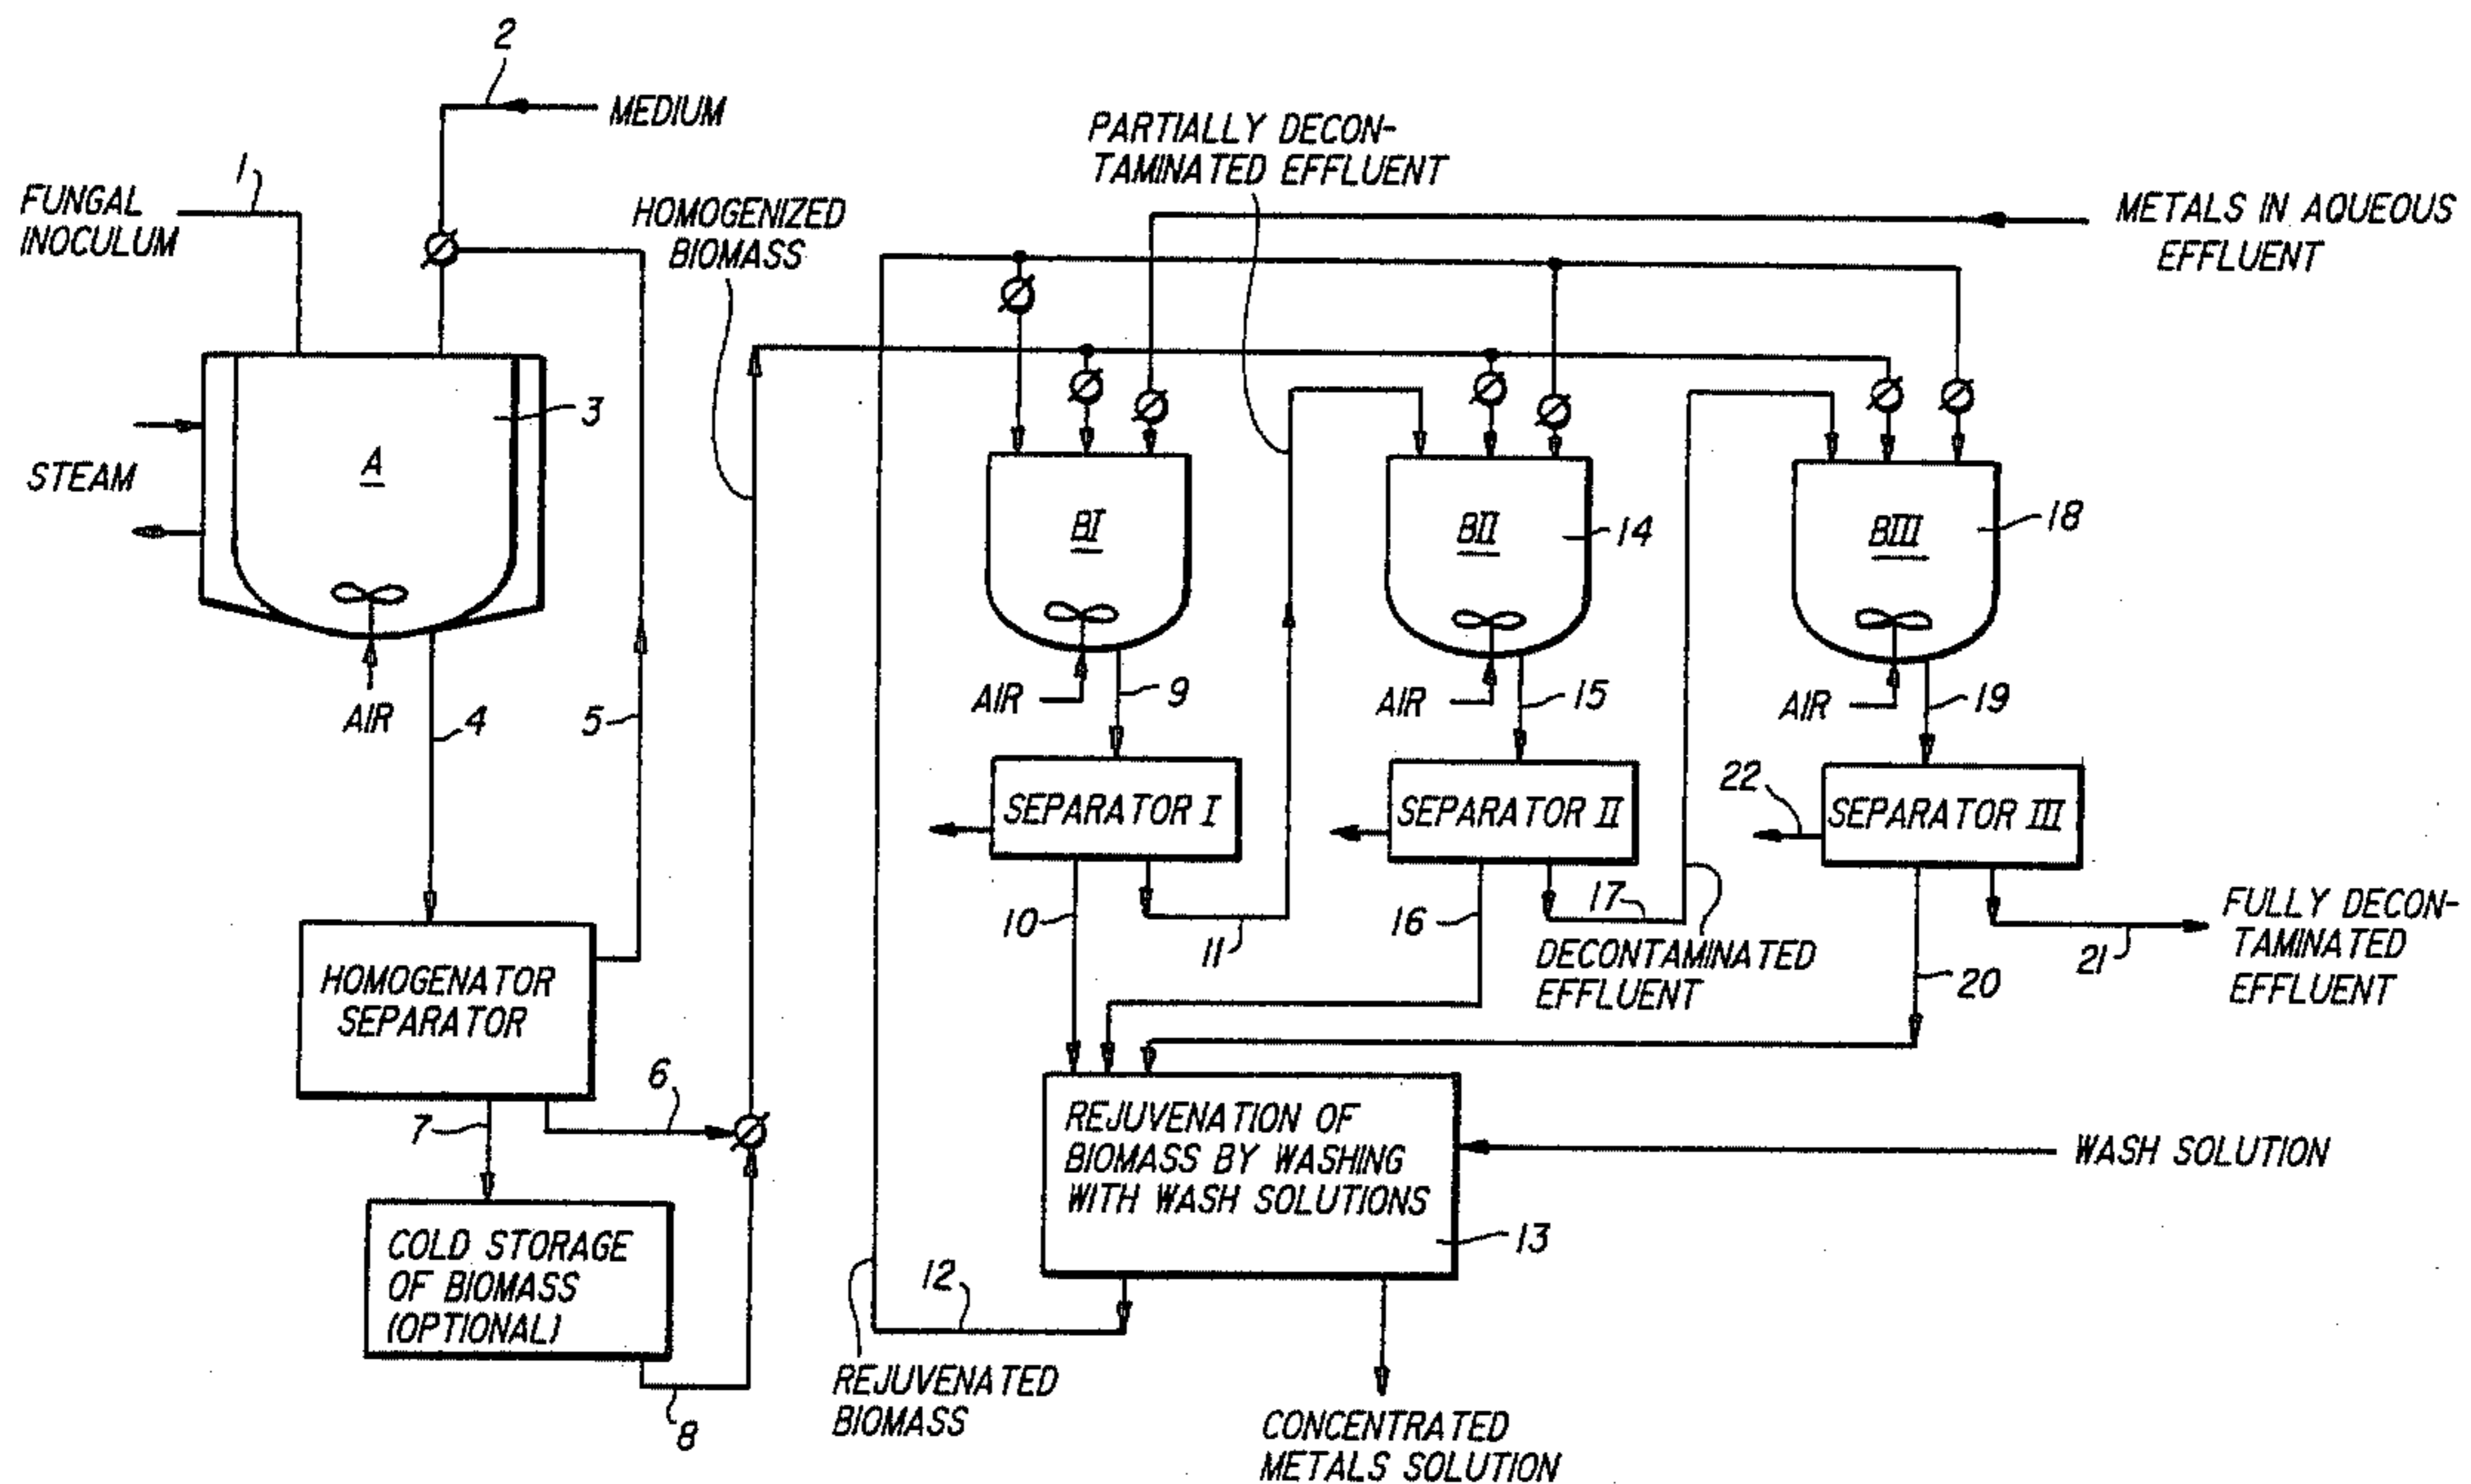 2
MEDIUM
1
FUNGAL
INOCULUM
PARTIALLY DECON-
TAMINATED EFFLUENT
HOMOGENIZED
BIOMASS
METALS IN AQUEOUS
EFFLUENT
3
A
STEAM
AIR
4
5
BI
BII
14
BIII
18
AIR
9
AIR
15
AIR
19
SEPARATOR I
SEPARATOR II
22
SEPARATOR III
10
11
16
17
DECONTAMINATED
EFFLUENT
20
21
FULLY DECON-
TAMINATED
EFFLUENT
HOMOGENATOR
SEPARATOR
6
7
REJUVENATION OF
BIOMASS BY WASHING
WITH WASH SOLUTIONS
WASH SOLUTION
13
COLD STORAGE
OF BIOMASS
(OPTIONAL)
12
8
REJUVENATED
BIOMASS
CONCENTRATED
METALS SOLUTION